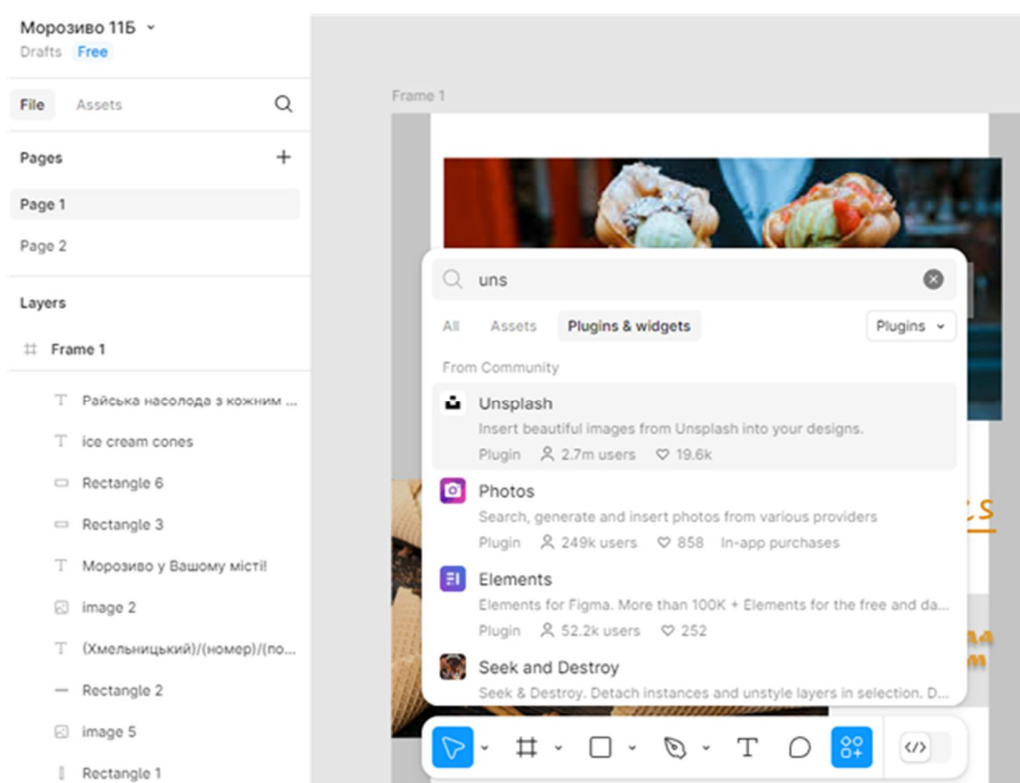 Морозиво 11Б
Drafts Free
File Assets
Pages
Page 1
Page 2
Layers
Frame 1
Райська насолода з кожним ...
ice cream cones
Rectangle 6
Rectangle 3
Морозиво у Вашому місті!
image 2
(Хмельницький)/(номер)/(по...
Rectangle 2
image 5
Rectangle 1
Frame 1
uns
All Assets Plugins & widgets Plugins
From Community
Unsplash
Insert beautiful images from Unsplash into your designs.
Plugin 2.7m users 19.6k
Photos
Search, generate and insert photos from various providers
Plugin 249k users 858 In-app purchases
Elements
Elements for Figma. More than 100K + Elements for the free and da...
Plugin 52.2k users 252
Seek and Destroy
Seek & Destroy. Detach instances and unstyle layers in selection. D...